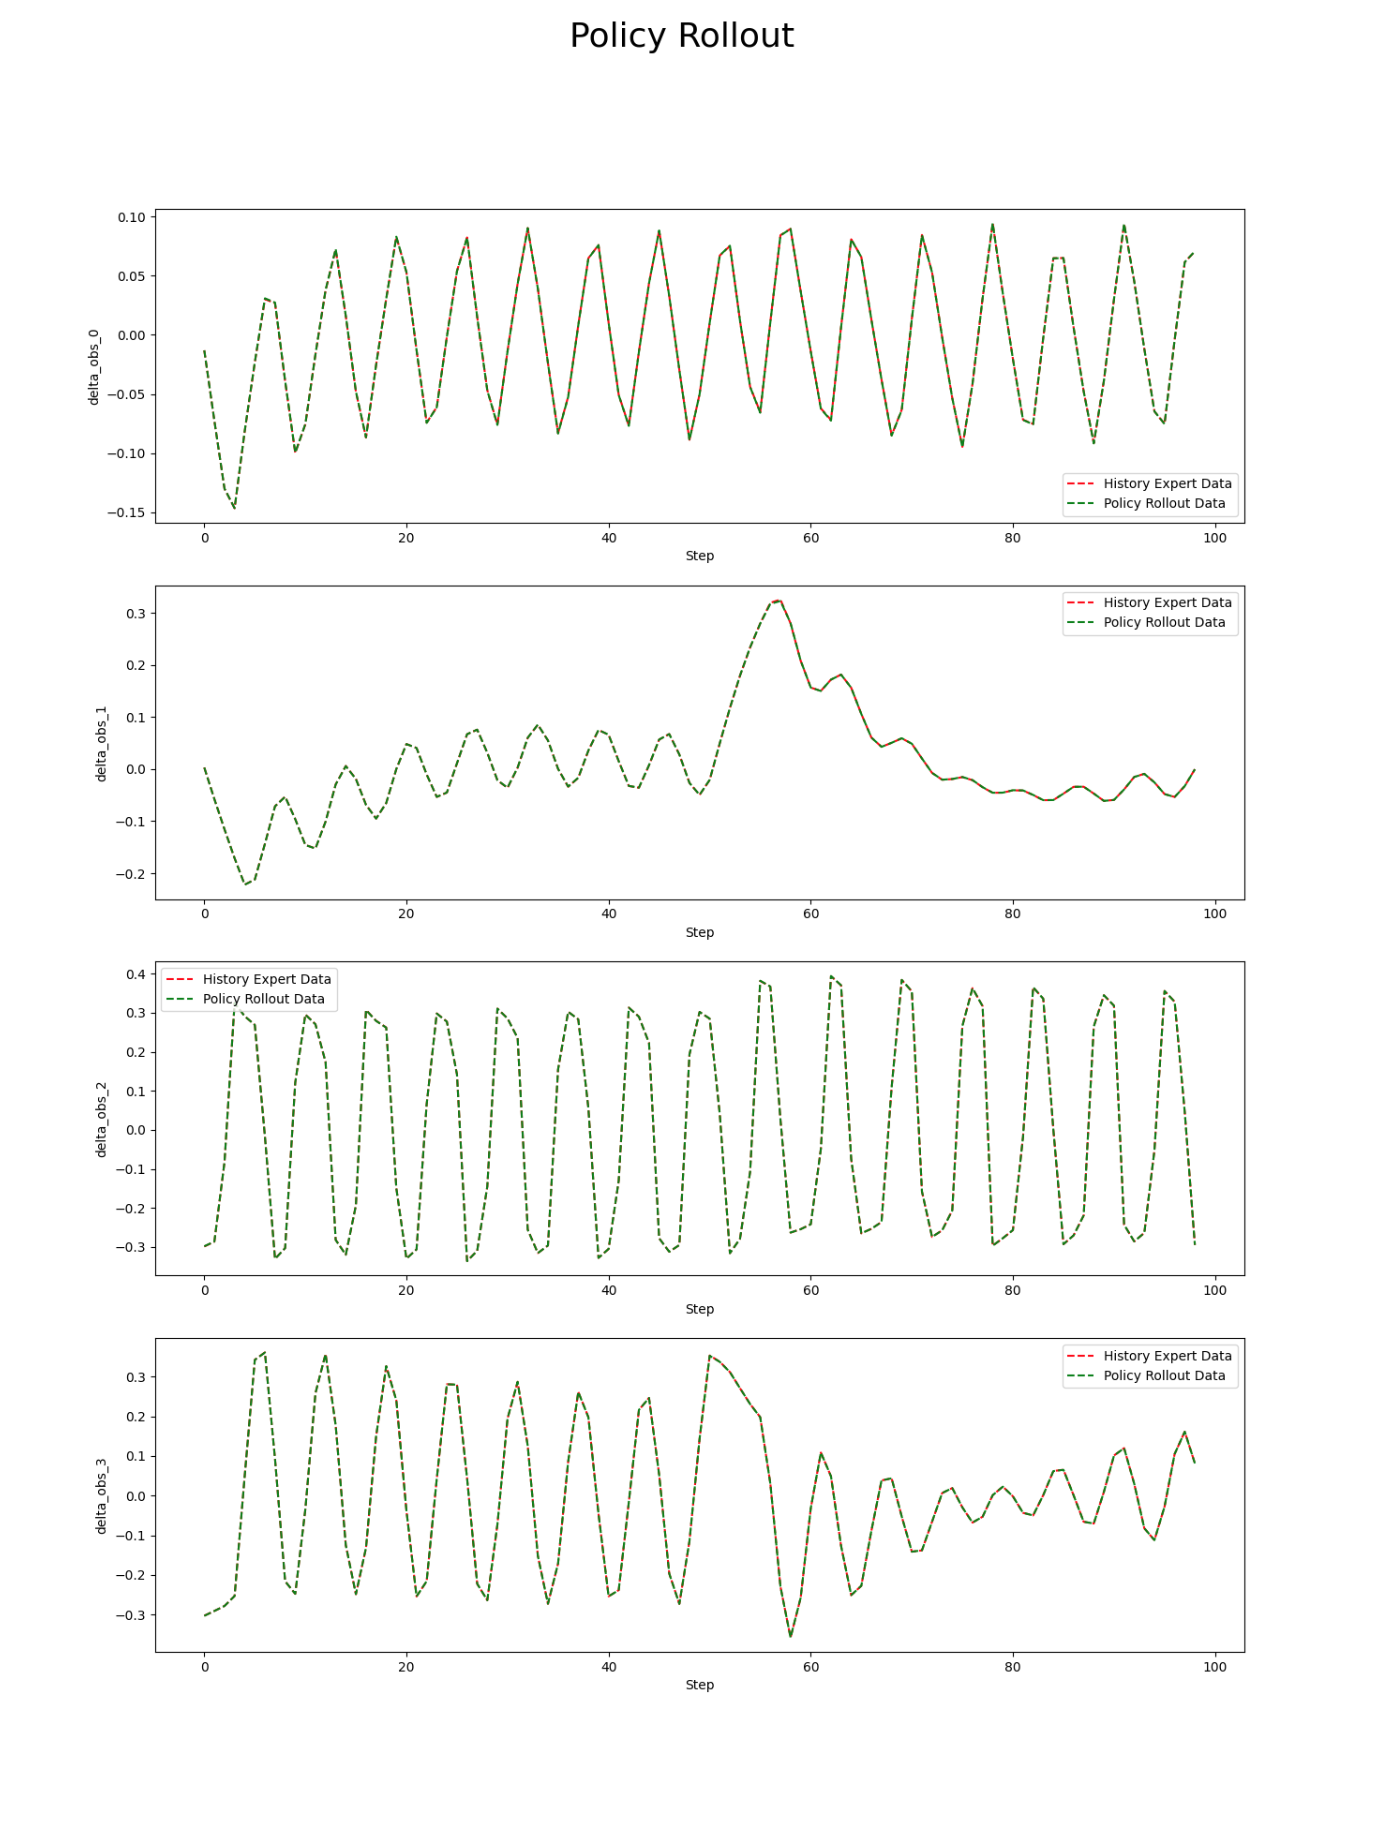 Policy Rollout
0.10
0.05
0.00
−0.05
−0.10
−0.15
delta_obs_0
History Expert Data
Policy Rollout Data
0 20 40 60 80 100
Step
0.3
0.2
0.1
0.0
−0.1
−0.2
delta_obs_1
History Expert Data
Policy Rollout Data
0 20 40 60 80 100
Step
0.4
0.3
0.2
0.1
0.0
−0.1
−0.2
−0.3
delta_obs_2
History Expert Data
Policy Rollout Data
0 20 40 60 80 100
Step
0.3
0.2
0.1
0.0
−0.1
−0.2
−0.3
delta_obs_3
History Expert Data
Policy Rollout Data
0 20 40 60 80 100
Step